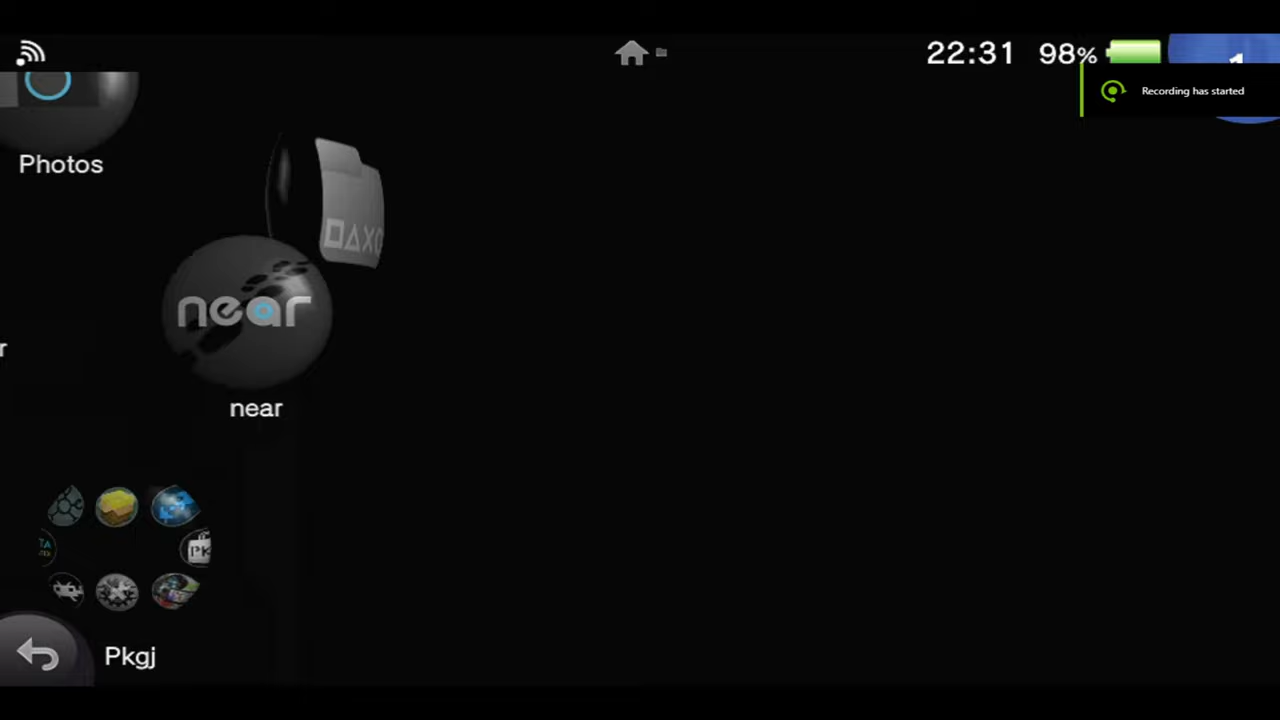 22:31 98%
Recording has started
Photos
near
near
Pkgj